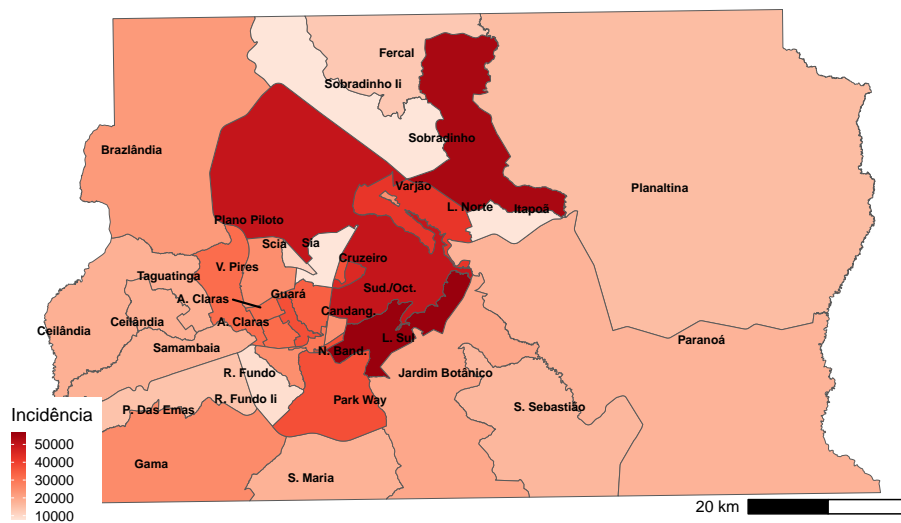 Fercal
Sobradinho Ii
Sobradinho
Brazlândia
Varjão
Planaltina
L. Norte
Itapoã
Plano Piloto
Scia
Sia
Cruzeiro
V. Pires
Taguatinga
Guará
Sud./Oct.
A. Claras
Candang.
Ceilândia
Ceilândia
A. Claras
L. Sul
Paranoá
Samambaia
N. Band.
R. Fundo
Jardim Botânico
R. Fundo Ii
Park Way
P. Das Emas
S. Sebastião
Incidência
50000
40000
30000
20000
10000
Gama
S. Maria
20 km